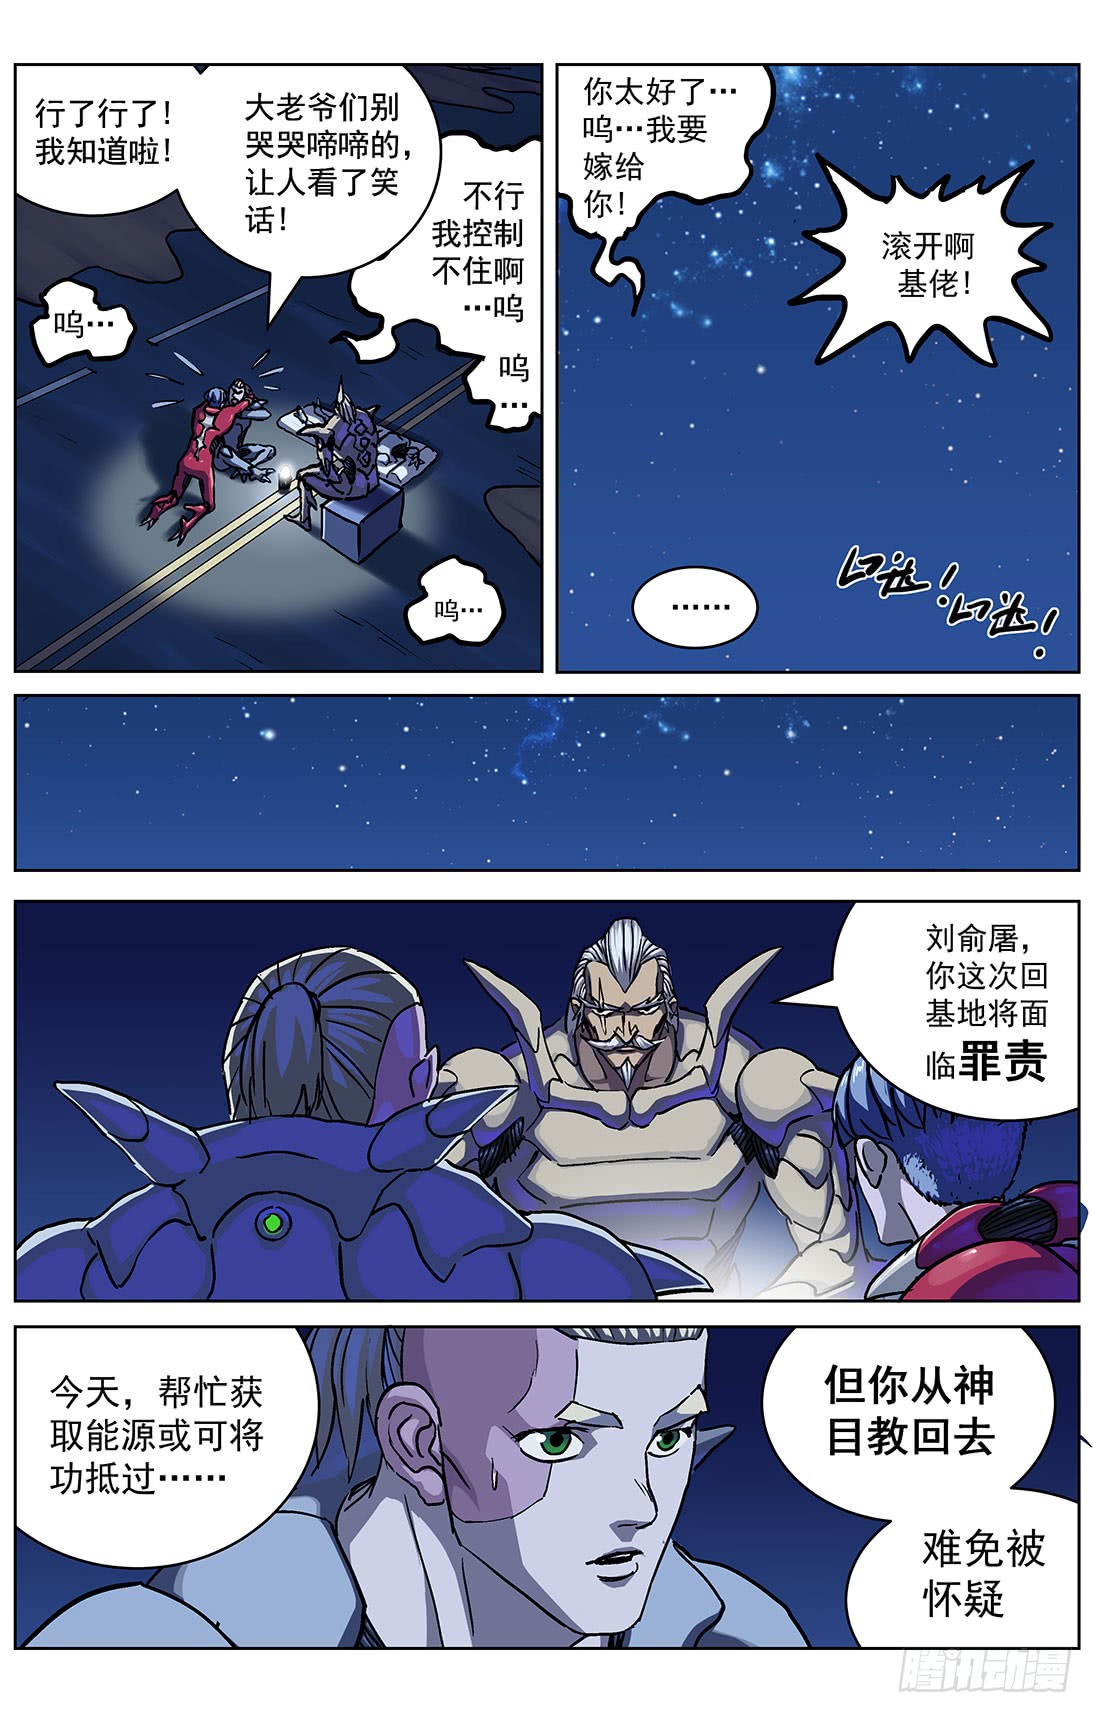 行了行了！
我知道啦！
大老爷们别
哭哭啼啼的，
让人看了笑
话！
不行
我控制
不住啊
…呜
呜
…
呜…
呜…
你太好了…
呜…我要
嫁给
你！
滚开啊
基佬！
……
刘俞屠，
你这次回
基地将面
临罪责
今天，帮忙获
取能源或可将
功抵过……
但你从神
目教回去
难免被
怀疑
腾讯动漫